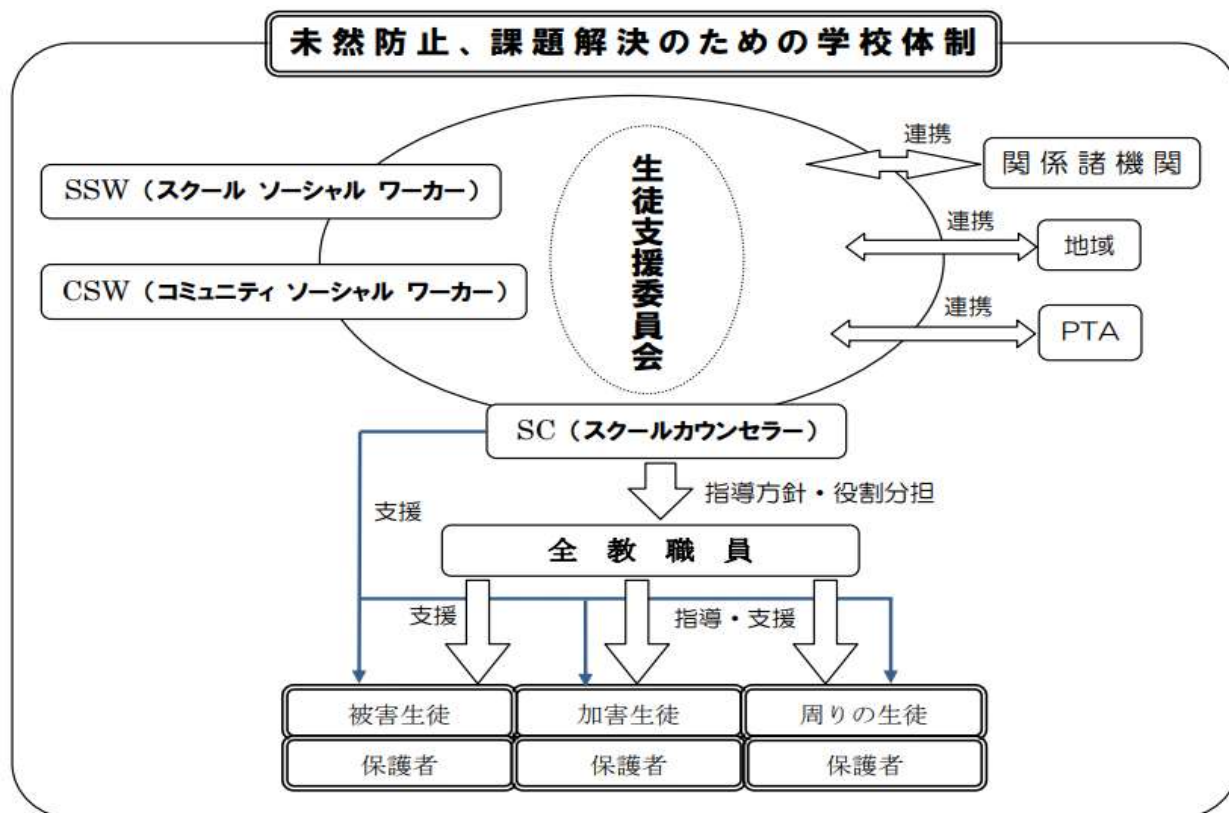 未然防止、課題解決のための学校体制
生徒支援委員会
SSW（スクール ソーシャル ワーカー）
CSW（コミュニティ ソーシャル ワーカー）
連携
関係諸機関
連携
地域
連携
PTA
SC（スクールカウンセラー）
指導方針・役割分担
支援
全教職員
支援
指導・支援
被害生徒
加害生徒
周りの生徒
保護者
保護者
保護者